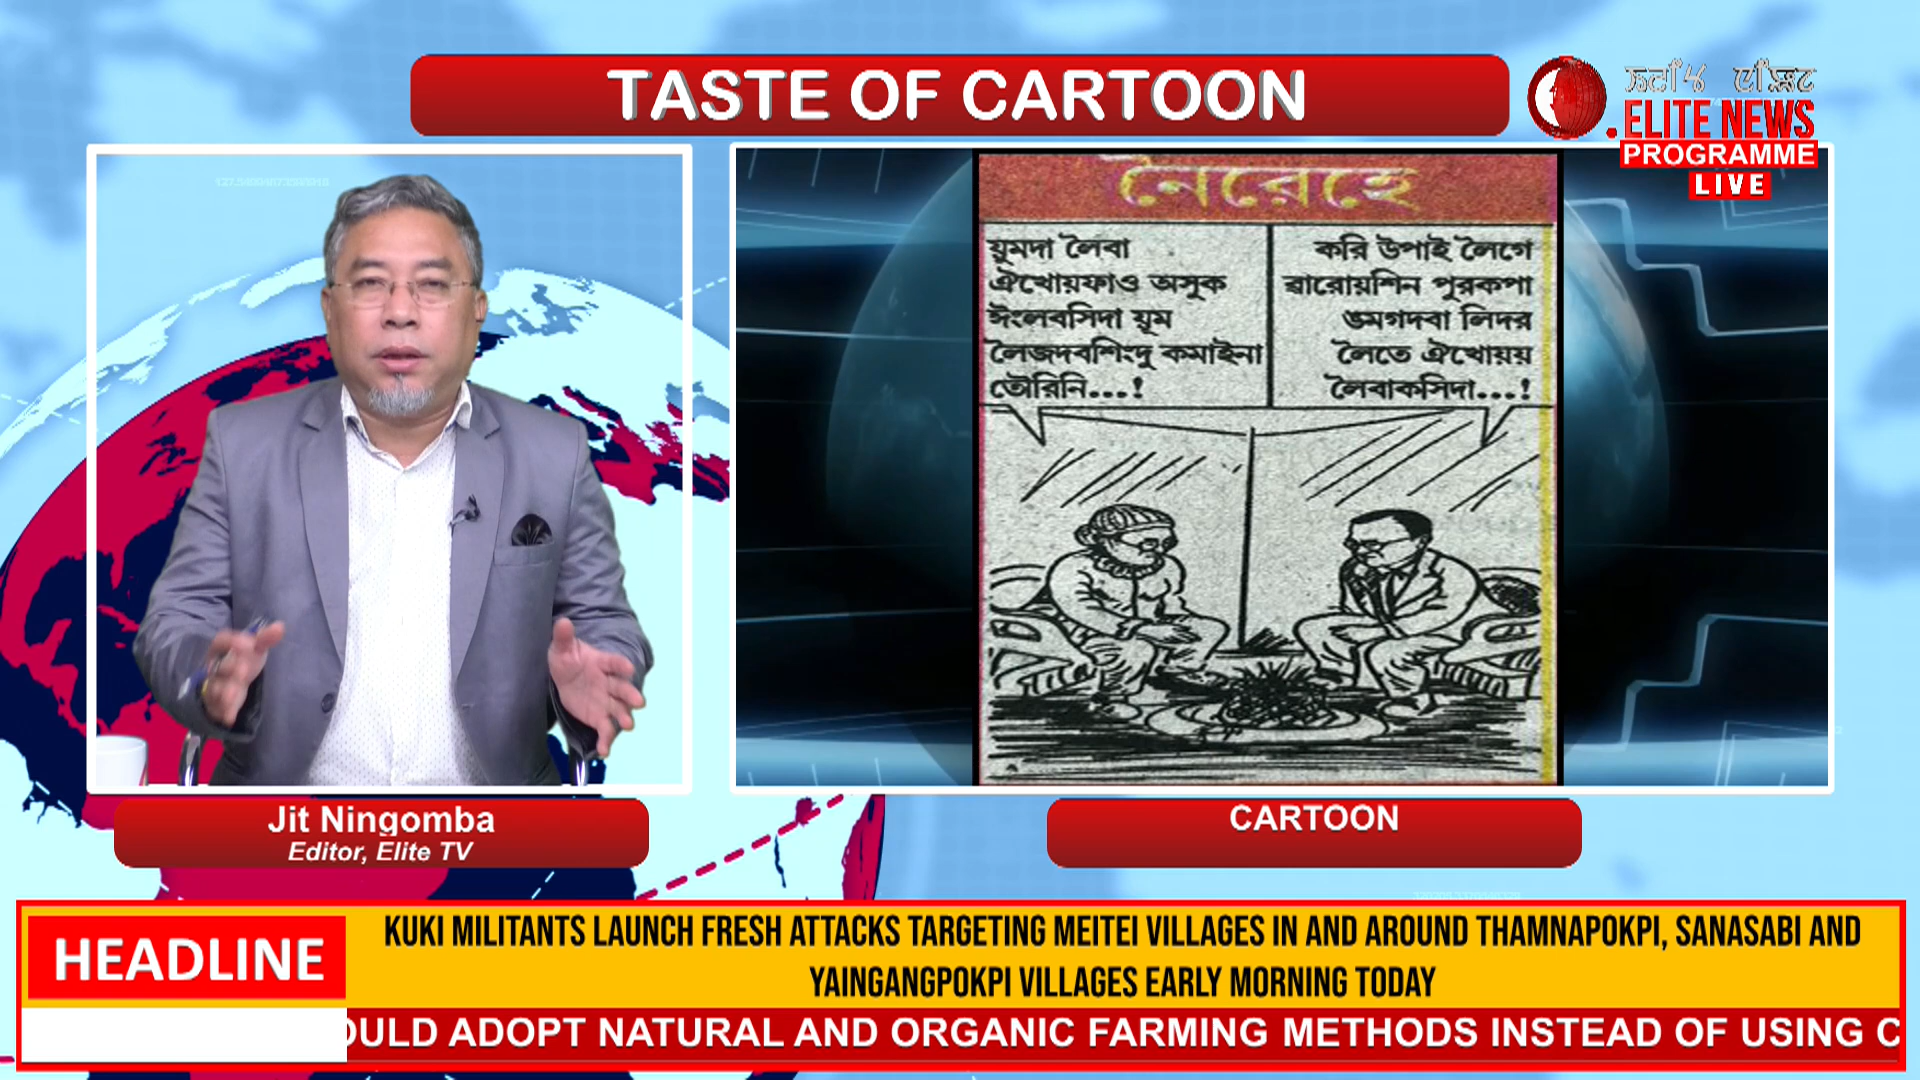 TASTE OF CARTOON
ELITE NEWS
PROGRAMME
LIVE
নৈরেহে
য়ূমদা লৈবা
ঐখোয়ফাও অসুক
ঈংলবসিদা য়ূম
লৈজদবশিংদু কমাইনা
তৌরিনি...!
করি উপাই লৈগে
ৱারোয়শিন পুরকপা
ঙমগদবা লিদর
লৈতে ঐখোয়য়
লৈবাকসিদা...!
Jit Ningomba
Editor, Elite TV
CARTOON
HEADLINE
KUKI MILITANTS LAUNCH FRESH ATTACKS TARGETING MEITEI VILLAGES IN AND AROUND THAMNAPOKPI, SANASABI AND
YAINGANGPOKPI VILLAGES EARLY MORNING TODAY
OULD ADOPT NATURAL AND ORGANIC FARMING METHODS INSTEAD OF USING C